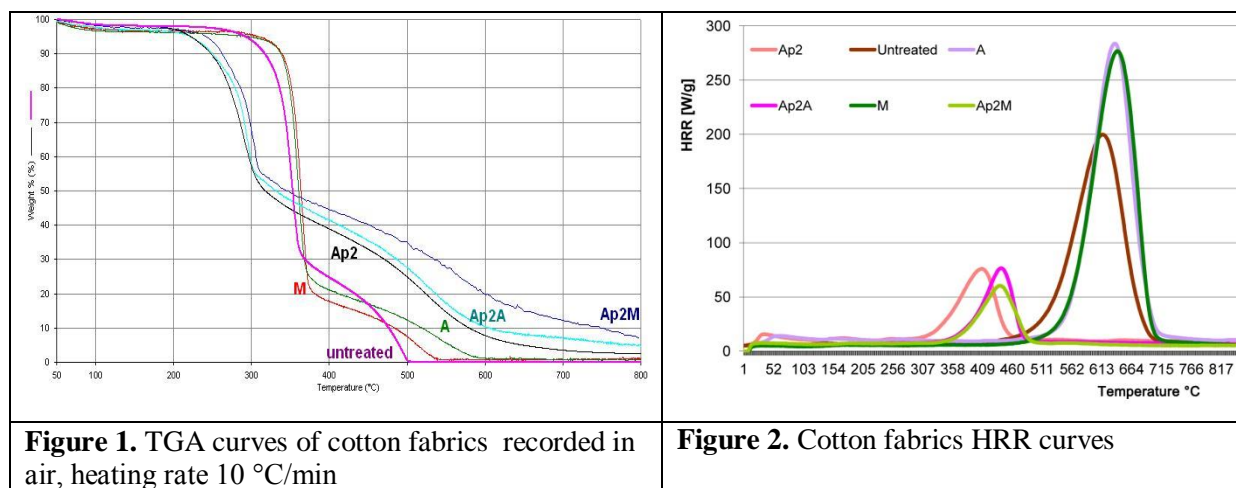 100
90
80
70
60
50
40
30
20
10
0
Weight % (%)
50
100
200
300
400
500
600
700
800
Temperature (°C)
Ap2
M
A
Ap2A
Ap2M
untreated
300
250
200
150
100
50
0
HRR [W/g]
Ap2 Untreated A
Ap2A M Ap2M
1 52 103 154 205 256 307 358 409 460 511 562 613 664 715 766 817
Temperature °C
Figure 1. TGA curves of cotton fabrics recorded in
air, heating rate 10 °C/min
Figure 2. Cotton fabrics HRR curves